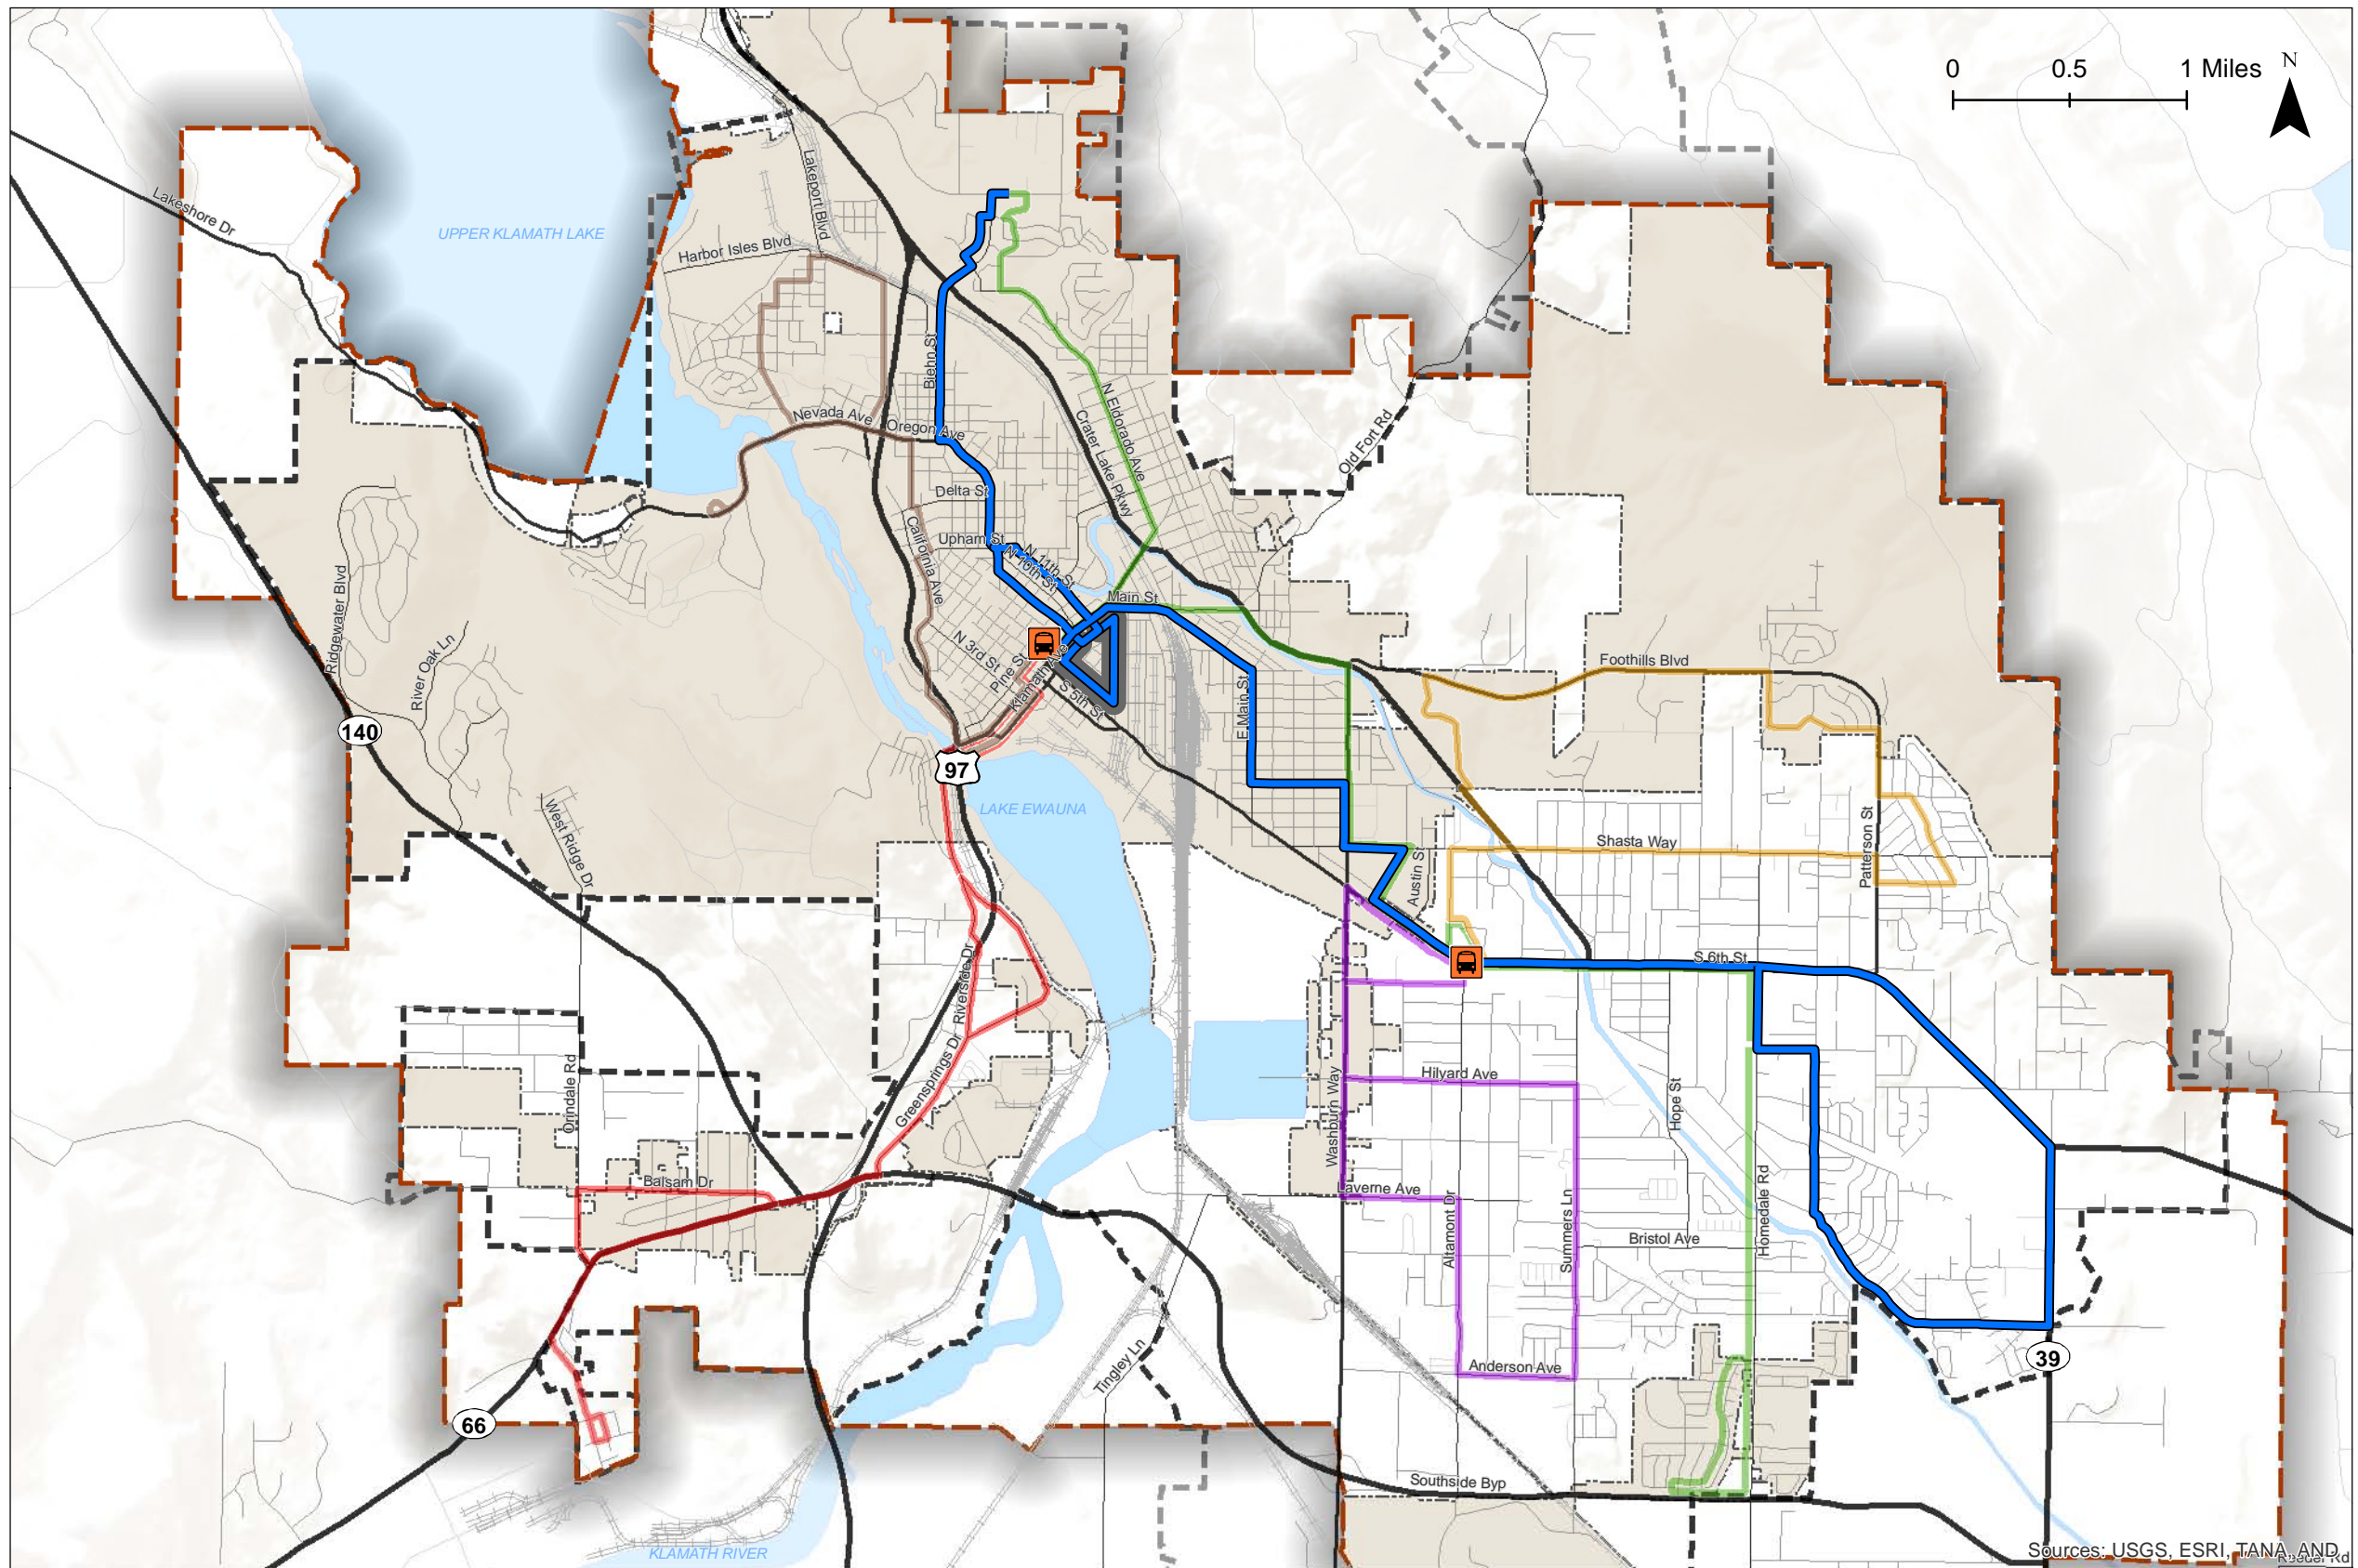 0 0.5 1 Miles
N
Lakeshore Dr
UPPER KLAMATH LAKE
Lakeport Blvd
Harbor Isles Blvd
Biehn St
Nevada Ave
Oregon Ave
N Eldorado Ave
Crater Lake Pkwy
Old Fort Rd
Delta St
California Ave
Upham St
N 11th St
N 10th St
Main St
Ridgewater Blvd
River Oak Ln
N 3rd St
Pine St
Klamath Ave
S 5th St
E Main St
Foothills Blvd
140
97
LAKE EWAUNA
West Ridge Dr
Shasta Way
Patterson St
Austin St
S 6th St
Riverside Dr
Greensprings Dr
Orindale Rd
Hilyard Ave
Washburn Way
Hope St
Balsam Dr
Laverne Ave
Altamont Dr
Summers Ln
Homedale Rd
Bristol Ave
Tingley Ln
Anderson Ave
39
66
Southside Byp
KLAMATH RIVER
Sources: USGS, ESRI, TANA, AND